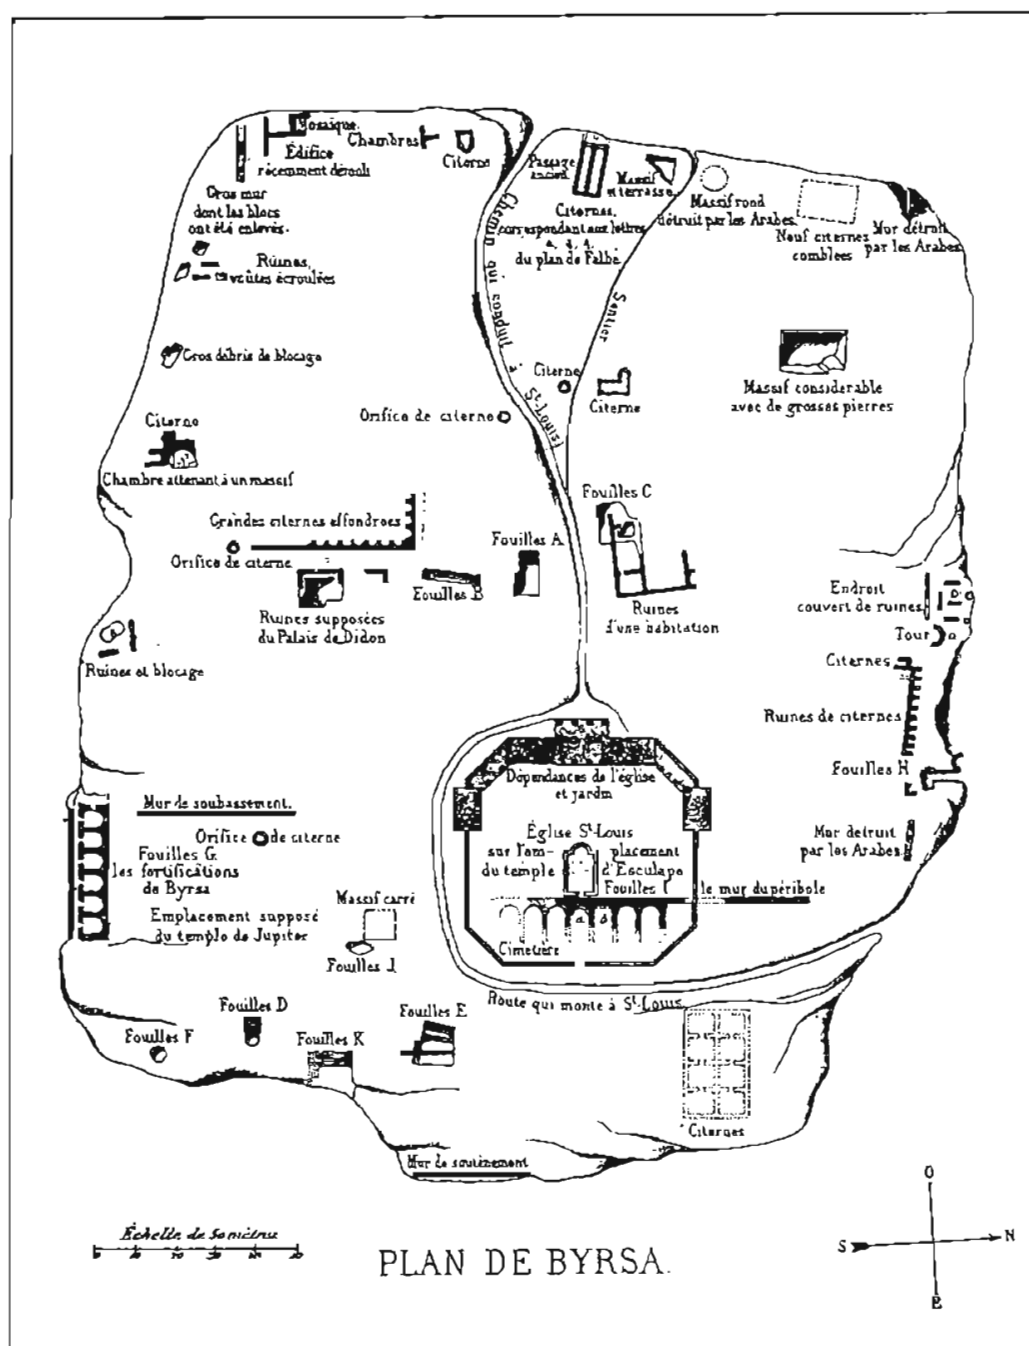 Mosaique.
Édifice
récemment déroli
Chambres
Citerne
Gros mur
dont les blocs
ont été enlevés.
Ruines,
voûtes écroulées
Passage
ancien
Massif
et terrasse
Citernes,
correspondant aux lettres
du plan de Falbe
Massif rond
détruit par les Arabes
Neuf citernes
comblées
Mur détruit
par les Arabes
Chemin qui conduit à St Louis
Sentier
Gros débris de blocage
Citerne
Citerne
Orifice de citerne
Massif considerable
avec de grosses pierres
Citerne
Chambre attenant à un massif
Grandes citernes effondrées
Orifice de citerne
Fouilles C
Fouilles A
Fouilles B
Ruines supposées
du Palais de Didon
Ruines
d'une habitation
Endroit
couvert de ruines
Tour
Citernes
Ruines et blocage
Ruines de citernes
Fouilles H
Mur détruit
par les Arabes
Dépendances de l'église
et jardin
Mur de soubassement.
Orifice de citerne
Fouilles G
les fortifications
de Byrsa
Emplacement supposé
du temple de Jupiter
Église St Louis
sur l'emplacement
du temple d'Esculape
Fouilles I
le mur du péribole
Cimetière
Massif carré
Fouilles J
Route qui monte à St Louis
Fouilles D
Fouilles E
Fouilles F
Fouilles K
Citernes
Mur de soutènement
Échelle de
PLAN DE BYRSA.
O
S
N
E